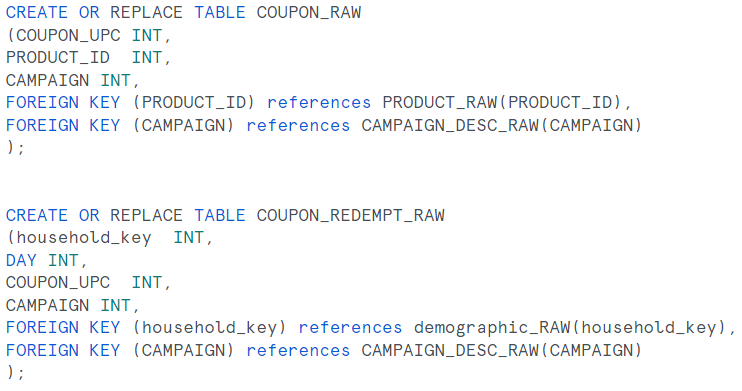 CREATE OR REPLACE TABLE COUPON_RAW
(COUPON_UPC INT,
PRODUCT_ID  INT,
CAMPAIGN INT,
FOREIGN KEY (PRODUCT_ID) references PRODUCT_RAW(PRODUCT_ID),
FOREIGN KEY (CAMPAIGN) references CAMPAIGN_DESC_RAW(CAMPAIGN)
);
CREATE OR REPLACE TABLE COUPON_REDEMPT_RAW
(household_key  INT,
DAY INT,
COUPON_UPC  INT,
CAMPAIGN INT,
FOREIGN KEY (household_key) references demographic_RAW(household_key),
FOREIGN KEY (CAMPAIGN) references CAMPAIGN_DESC_RAW(CAMPAIGN)
);